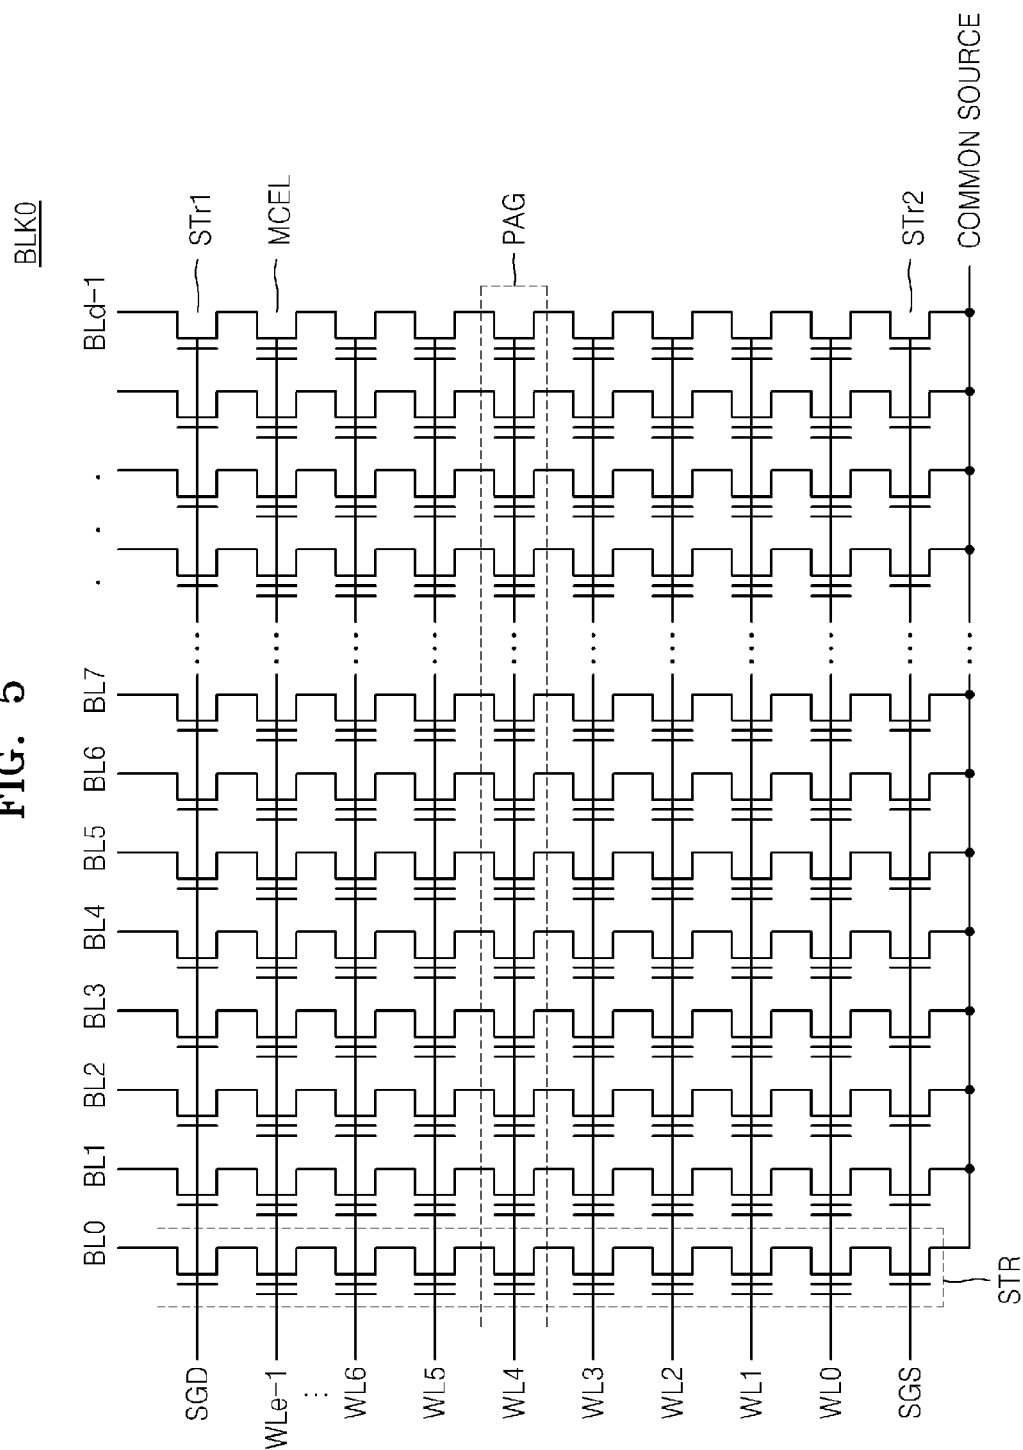 FIG. 5
BLK0
BL0 BL1 BL2 BL3 BL4 BL5 BL6 BL7 . . . BLd-1
SGD
STr1
WLe-1
MCEL
⋮
WL6
WL5
WL4
PAG
WL3
WL2
WL1
WL0
SGS
STr2
COMMON SOURCE
STR